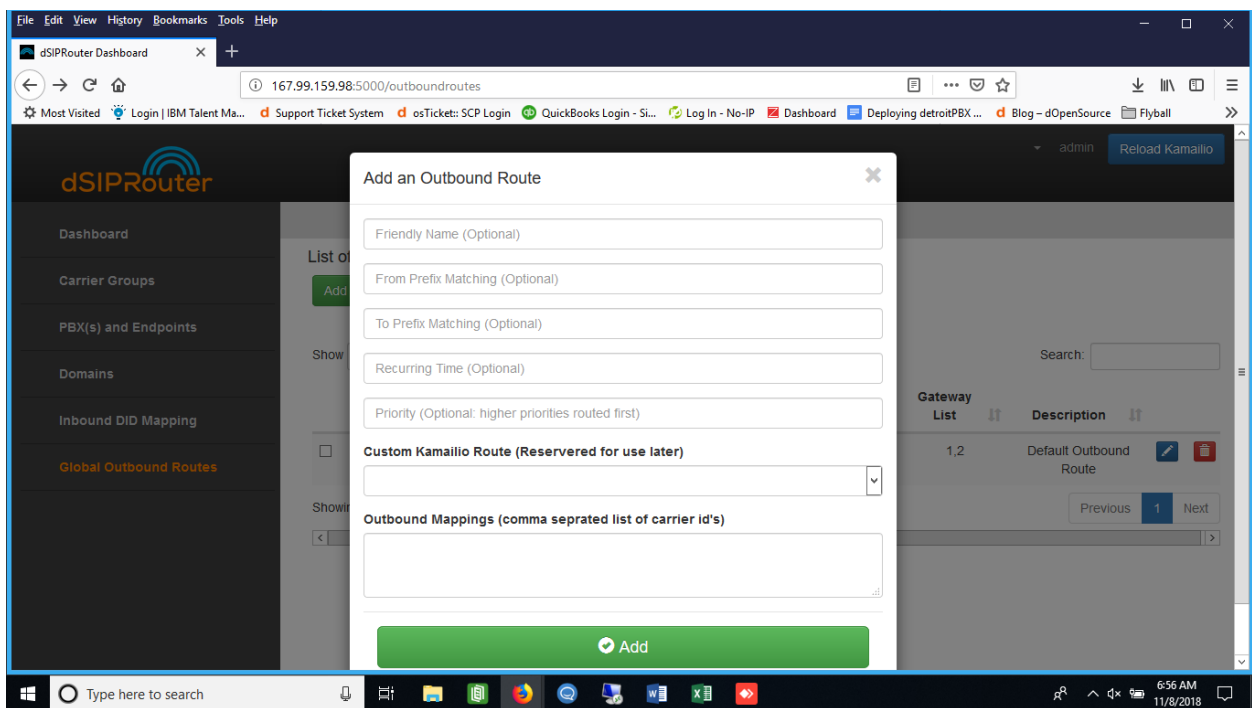 File Edit View History Bookmarks Tools Help
dSIPRouter Dashboard
167.99.159.98:5000/outboundroutes
Most Visited Login | IBM Talent Ma... Support Ticket System osTicket:: SCP Login QuickBooks Login - Si... Log In - No-IP Dashboard Deploying detroitPBX ... Blog – dOpenSource Flyball
dSIPRouter
admin Reload Kamailio
Add an Outbound Route
Dashboard
Carrier Groups
PBX(s) and Endpoints
Domains
Inbound DID Mapping
Global Outbound Routes
List of
Add
Show
Showin
Friendly Name (Optional)
From Prefix Matching (Optional)
To Prefix Matching (Optional)
Recurring Time (Optional)
Priority (Optional: higher priorities routed first)
Custom Kamailio Route (Reservered for use later)
Outbound Mappings (comma seprated list of carrier id's)
Add
Search:
Gateway
List Description
1,2 Default Outbound
Route
Previous 1 Next
Type here to search
6:56 AM
11/8/2018